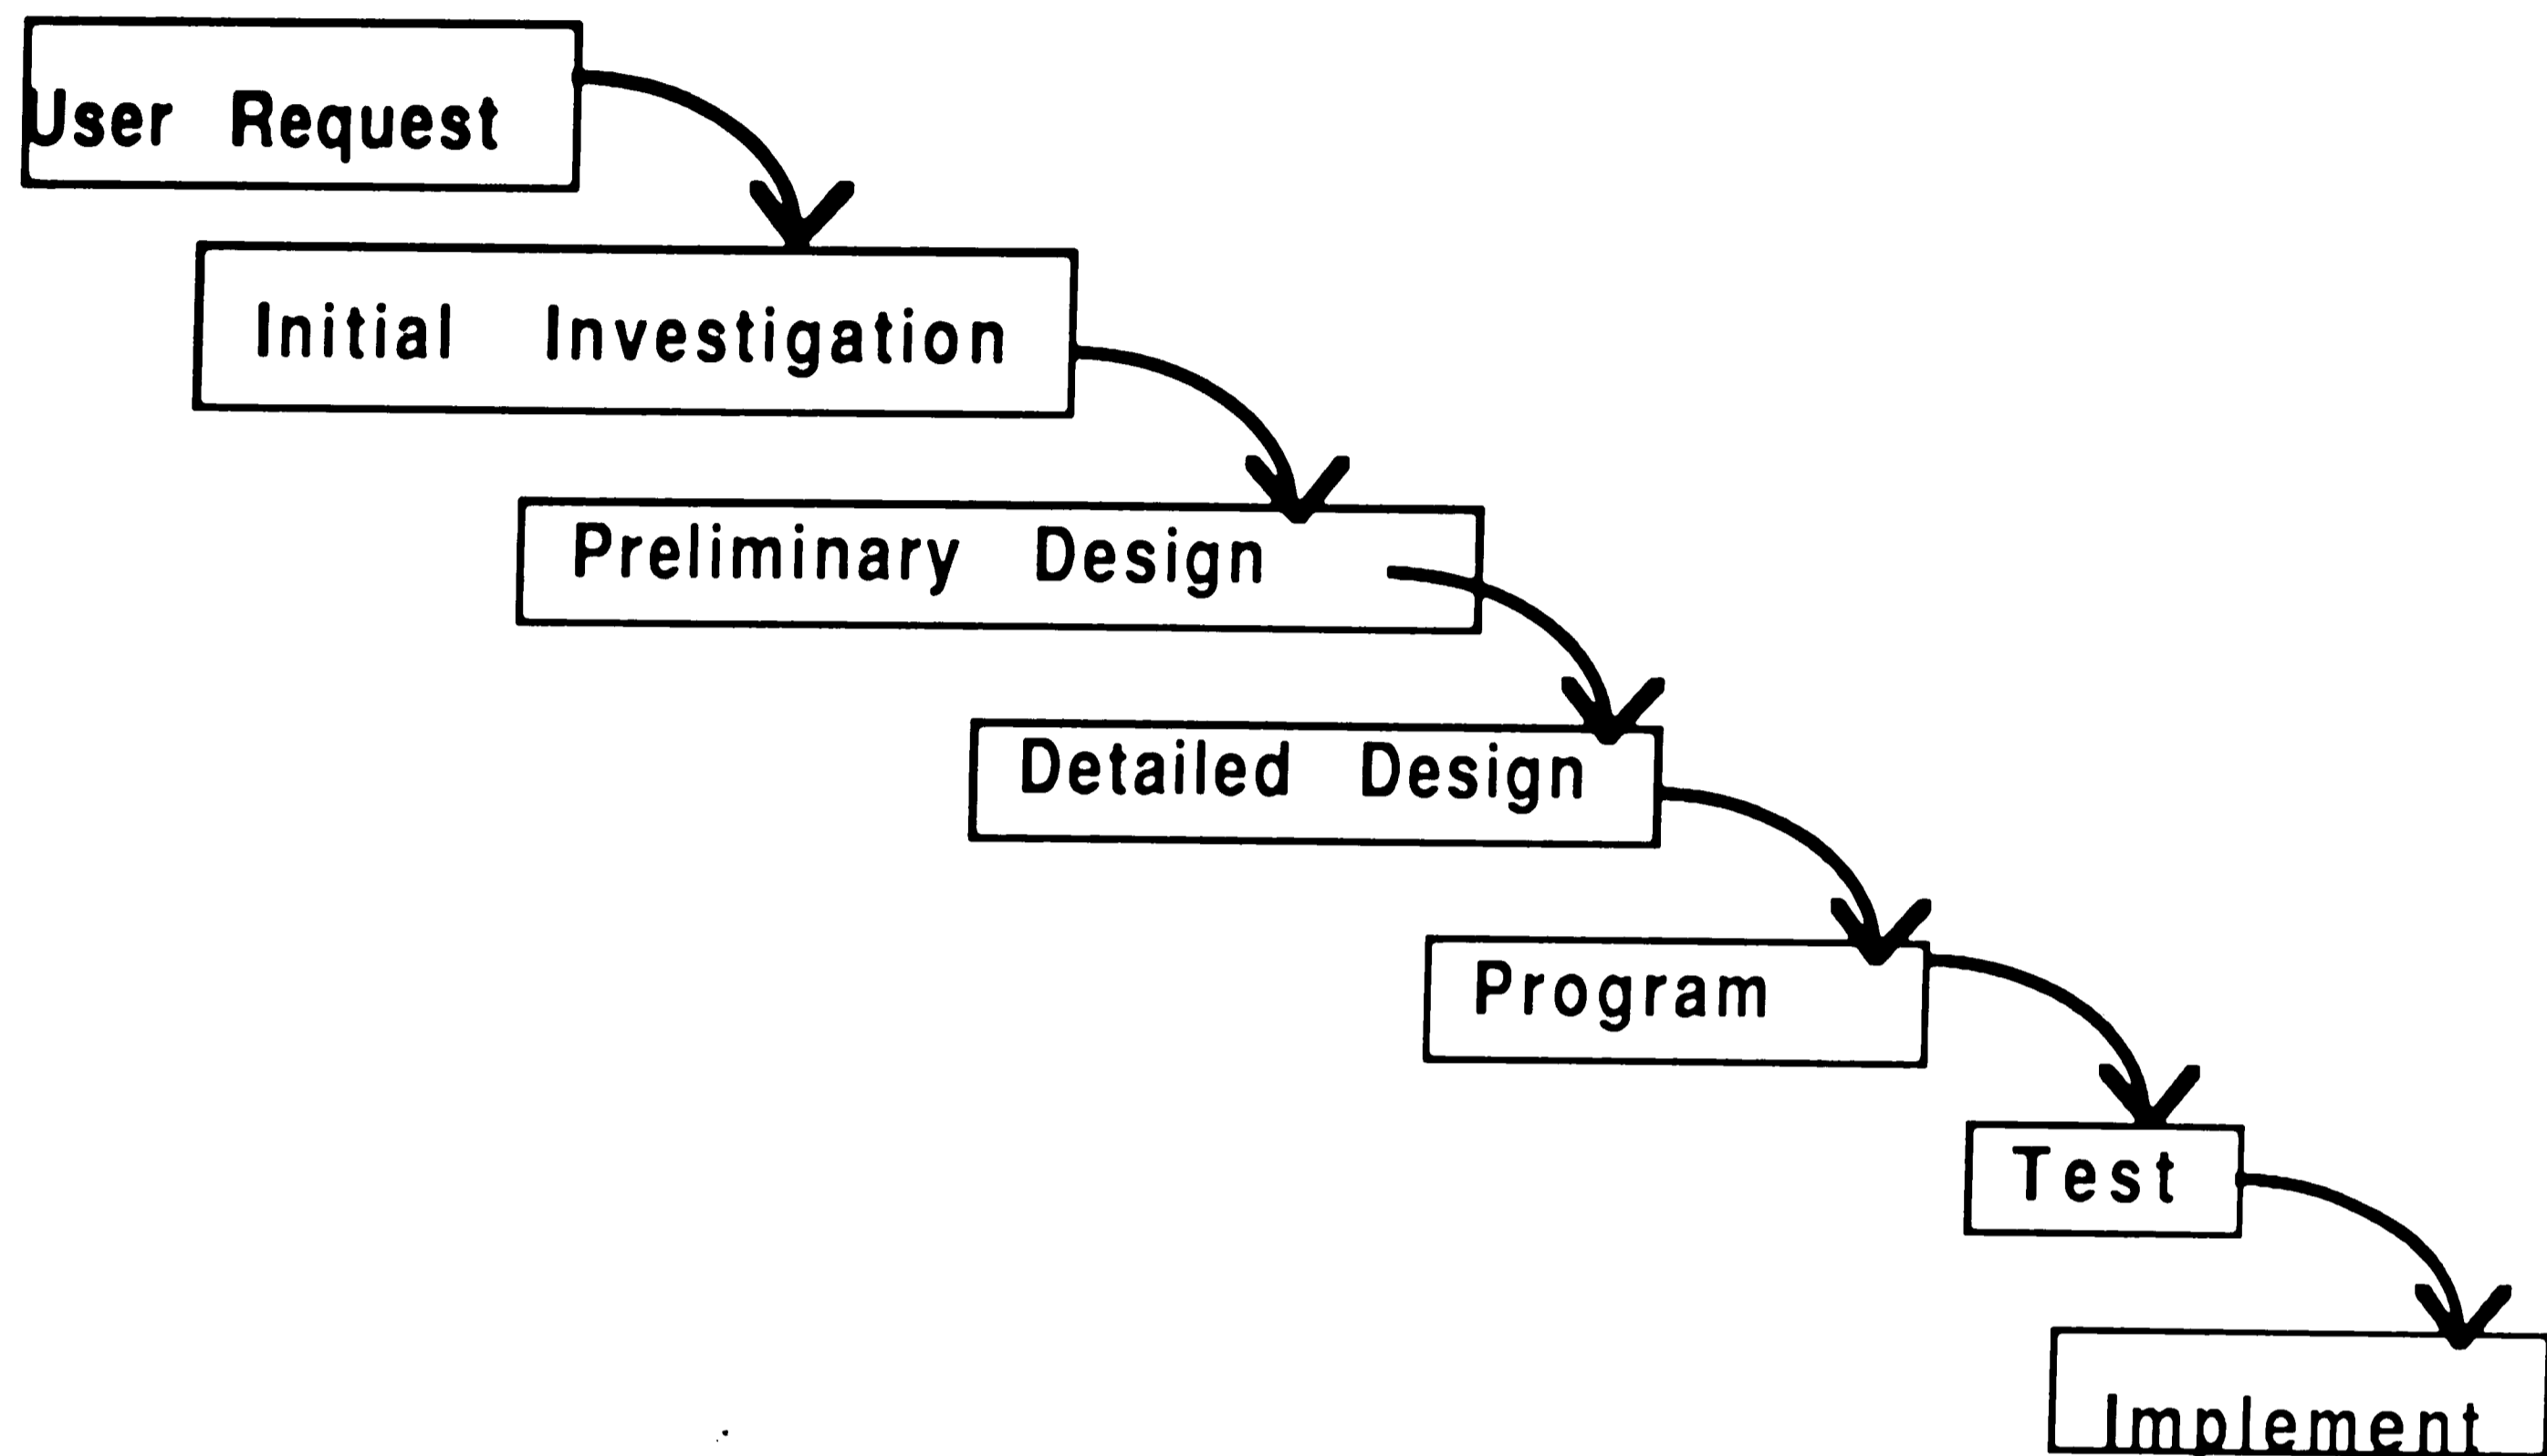 User Request
Initial Investigation
Preliminary Design
Detailed Design
Program
Test
Implement